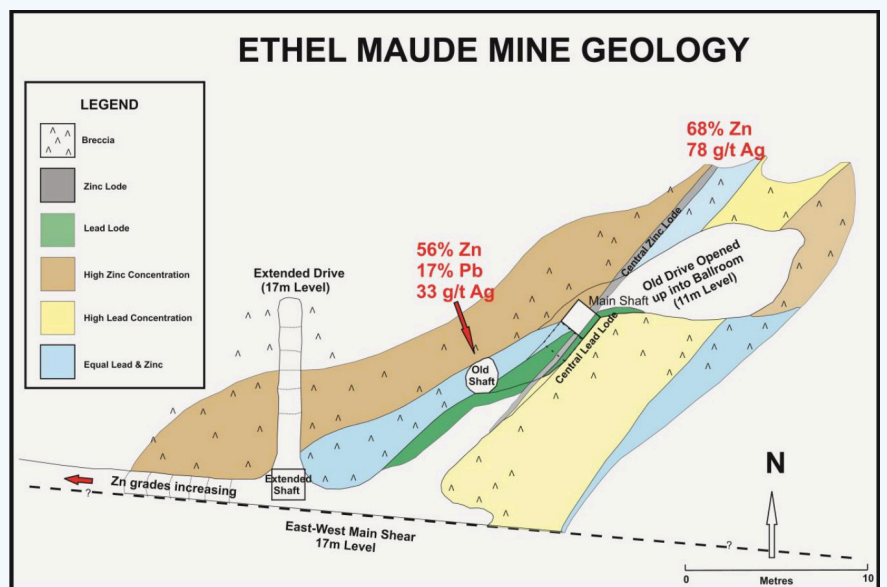 ETHEL MAUDE MINE GEOLOGY
LEGEND
Breccia
Zinc Lode
Lead Lode
High Zinc Concentration
High Lead Concentration
Equal Lead & Zinc
68% Zn
78 g/t Ag
56% Zn
17% Pb
33 g/t Ag
Extended Drive
(17m Level)
Central Zinc Lode
Old Drive Opened
up into Ballroom
(11m Level)
Main Shaft
Central Lead Lode
Old
Shaft
Extended
Shaft
Zn grades increasing
?
East-West Main Shear
17m Level
?
N
0
10
Metres